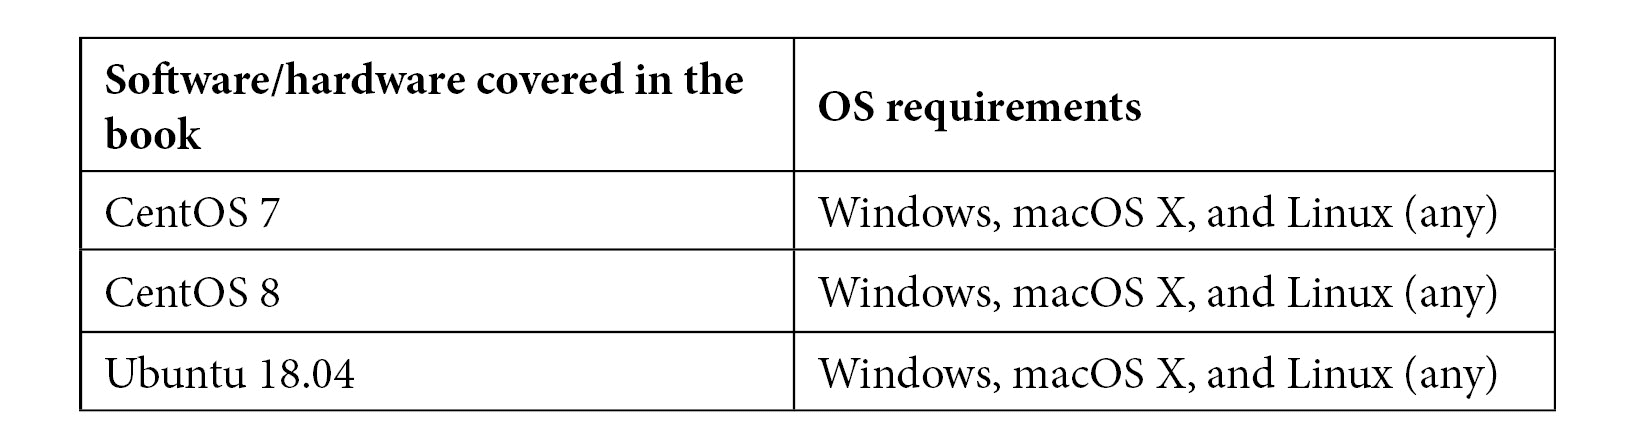 Software/hardware covered in the
book
OS requirements
CentOS 7
Windows, macOS X, and Linux (any)
CentOS 8
Windows, macOS X, and Linux (any)
Ubuntu 18.04
Windows, macOS X, and Linux (any)